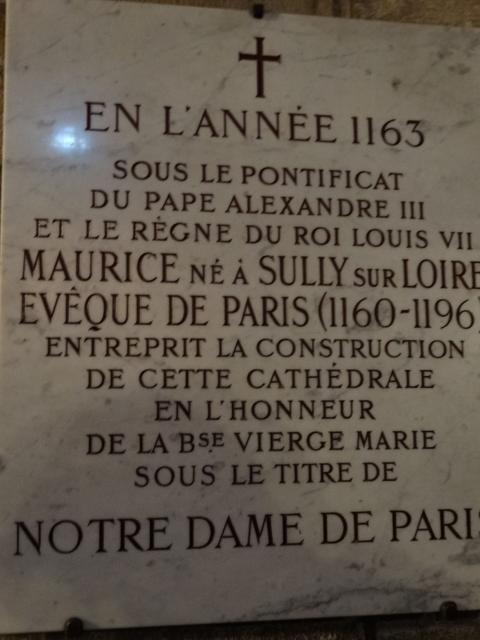 EN L'ANNÉE 1163
SOUS LE PONTIFICAT
DU PAPE ALEXANDRE III
ET LE RÈGNE DU ROI LOUIS VII
MAURICE NÉ À SULLY SUR LOIRE
EVÊQUE DE PARIS (1160-1196)
ENTREPRIT LA CONSTRUCTION
DE CETTE CATHÉDRALE
EN L'HONNEUR
DE LA BSE VIERGE MARIE
SOUS LE TITRE DE
NOTRE DAME DE PARIS